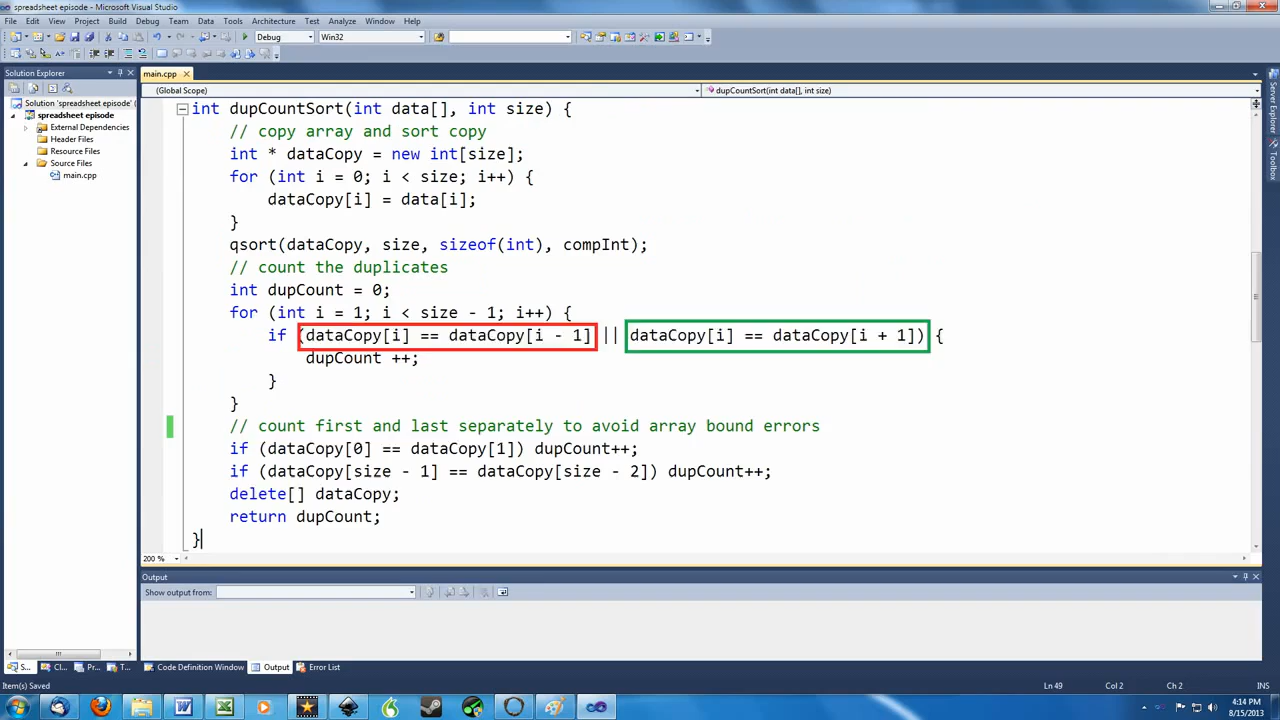 spreadsheet episode - Microsoft Visual Studio
File Edit View Project Build Debug Team Data Tools Architecture Test Analyze Window Help
Debug Win32
Solution Explorer
main.cpp
(Global Scope) dupCountSort(int data[], int size)
Solution 'spreadsheet episode' (
spreadsheet episode
External Dependencies
Header Files
Resource Files
Source Files
main.cpp
int dupCountSort(int data[], int size) {
// copy array and sort copy
int * dataCopy = new int[size];
for (int i = 0; i < size; i++) {
dataCopy[i] = data[i];
}
qsort(dataCopy, size, sizeof(int), compInt);
// count the duplicates
int dupCount = 0;
for (int i = 1; i < size - 1; i++) {
if (dataCopy[i] == dataCopy[i - 1] || dataCopy[i] == dataCopy[i + 1]) {
dupCount ++;
}
}
// count first and last separately to avoid array bound errors
if (dataCopy[0] == dataCopy[1]) dupCount++;
if (dataCopy[size - 1] == dataCopy[size - 2]) dupCount++;
delete[] dataCopy;
return dupCount;
}
200 %
Output
Show output from:
S... Cl... Pr... T... Code Definition Window Output Error List
Item(s) Saved Ln 49 Col 2 Ch 2 INS
Server Explorer
Toolbox
4:14 PM
8/15/2013